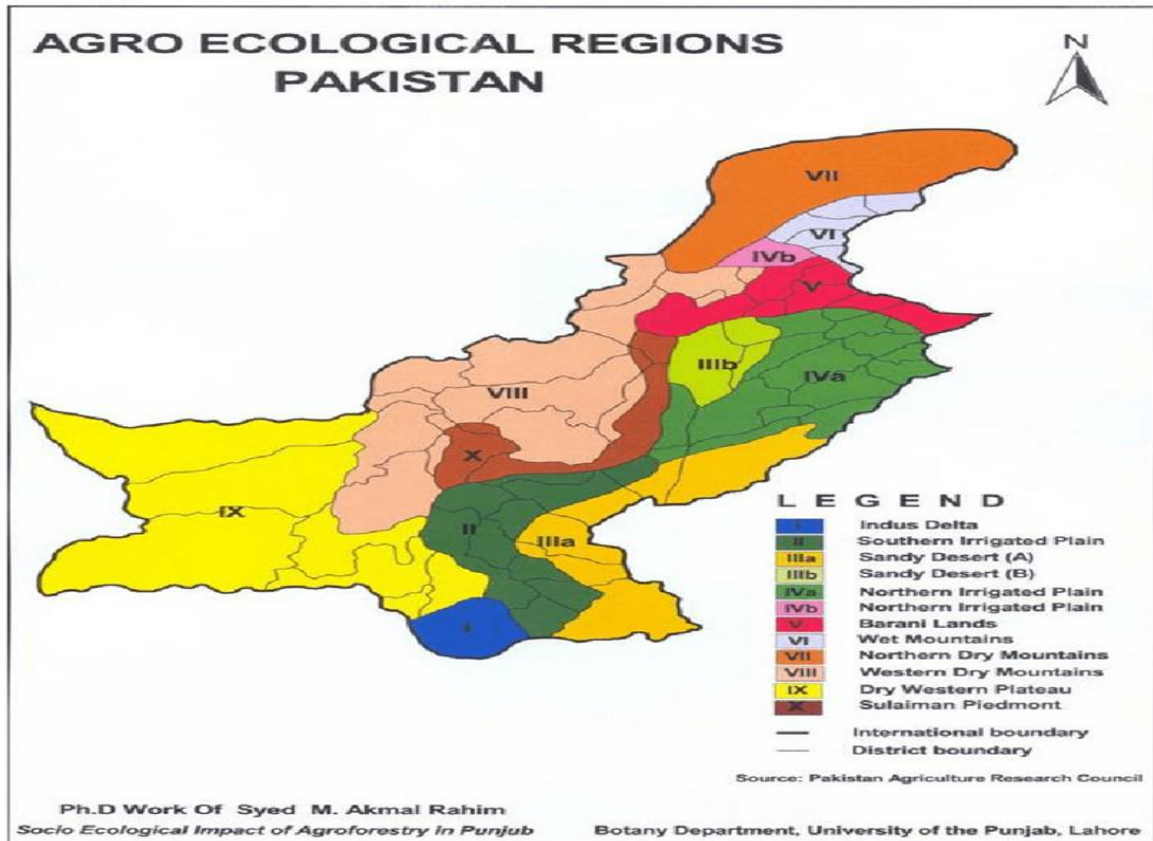 AGRO ECOLOGICAL REGIONS
PAKISTAN
N
VII
VI
IVb
V
IIIb
IVa
VIII
X
IX
II
IIIa
I
LEGEND
I Indus Delta
II Southern Irrigated Plain
IIIa Sandy Desert (A)
IIIb Sandy Desert (B)
IVa Northern Irrigated Plain
IVb Northern Irrigated Plain
V Barani Lands
VI Wet Mountains
VII Northern Dry Mountains
VIII Western Dry Mountains
IX Dry Western Plateau
X Sulaiman Piedmont
International boundary
District boundary
Source: Pakistan Agriculture Research Council
Ph.D Work Of Syed M. Akmal Rahim
Socio Ecological Impact of Agroforestry in Punjub
Botany Department, University of the Punjab, Lahore